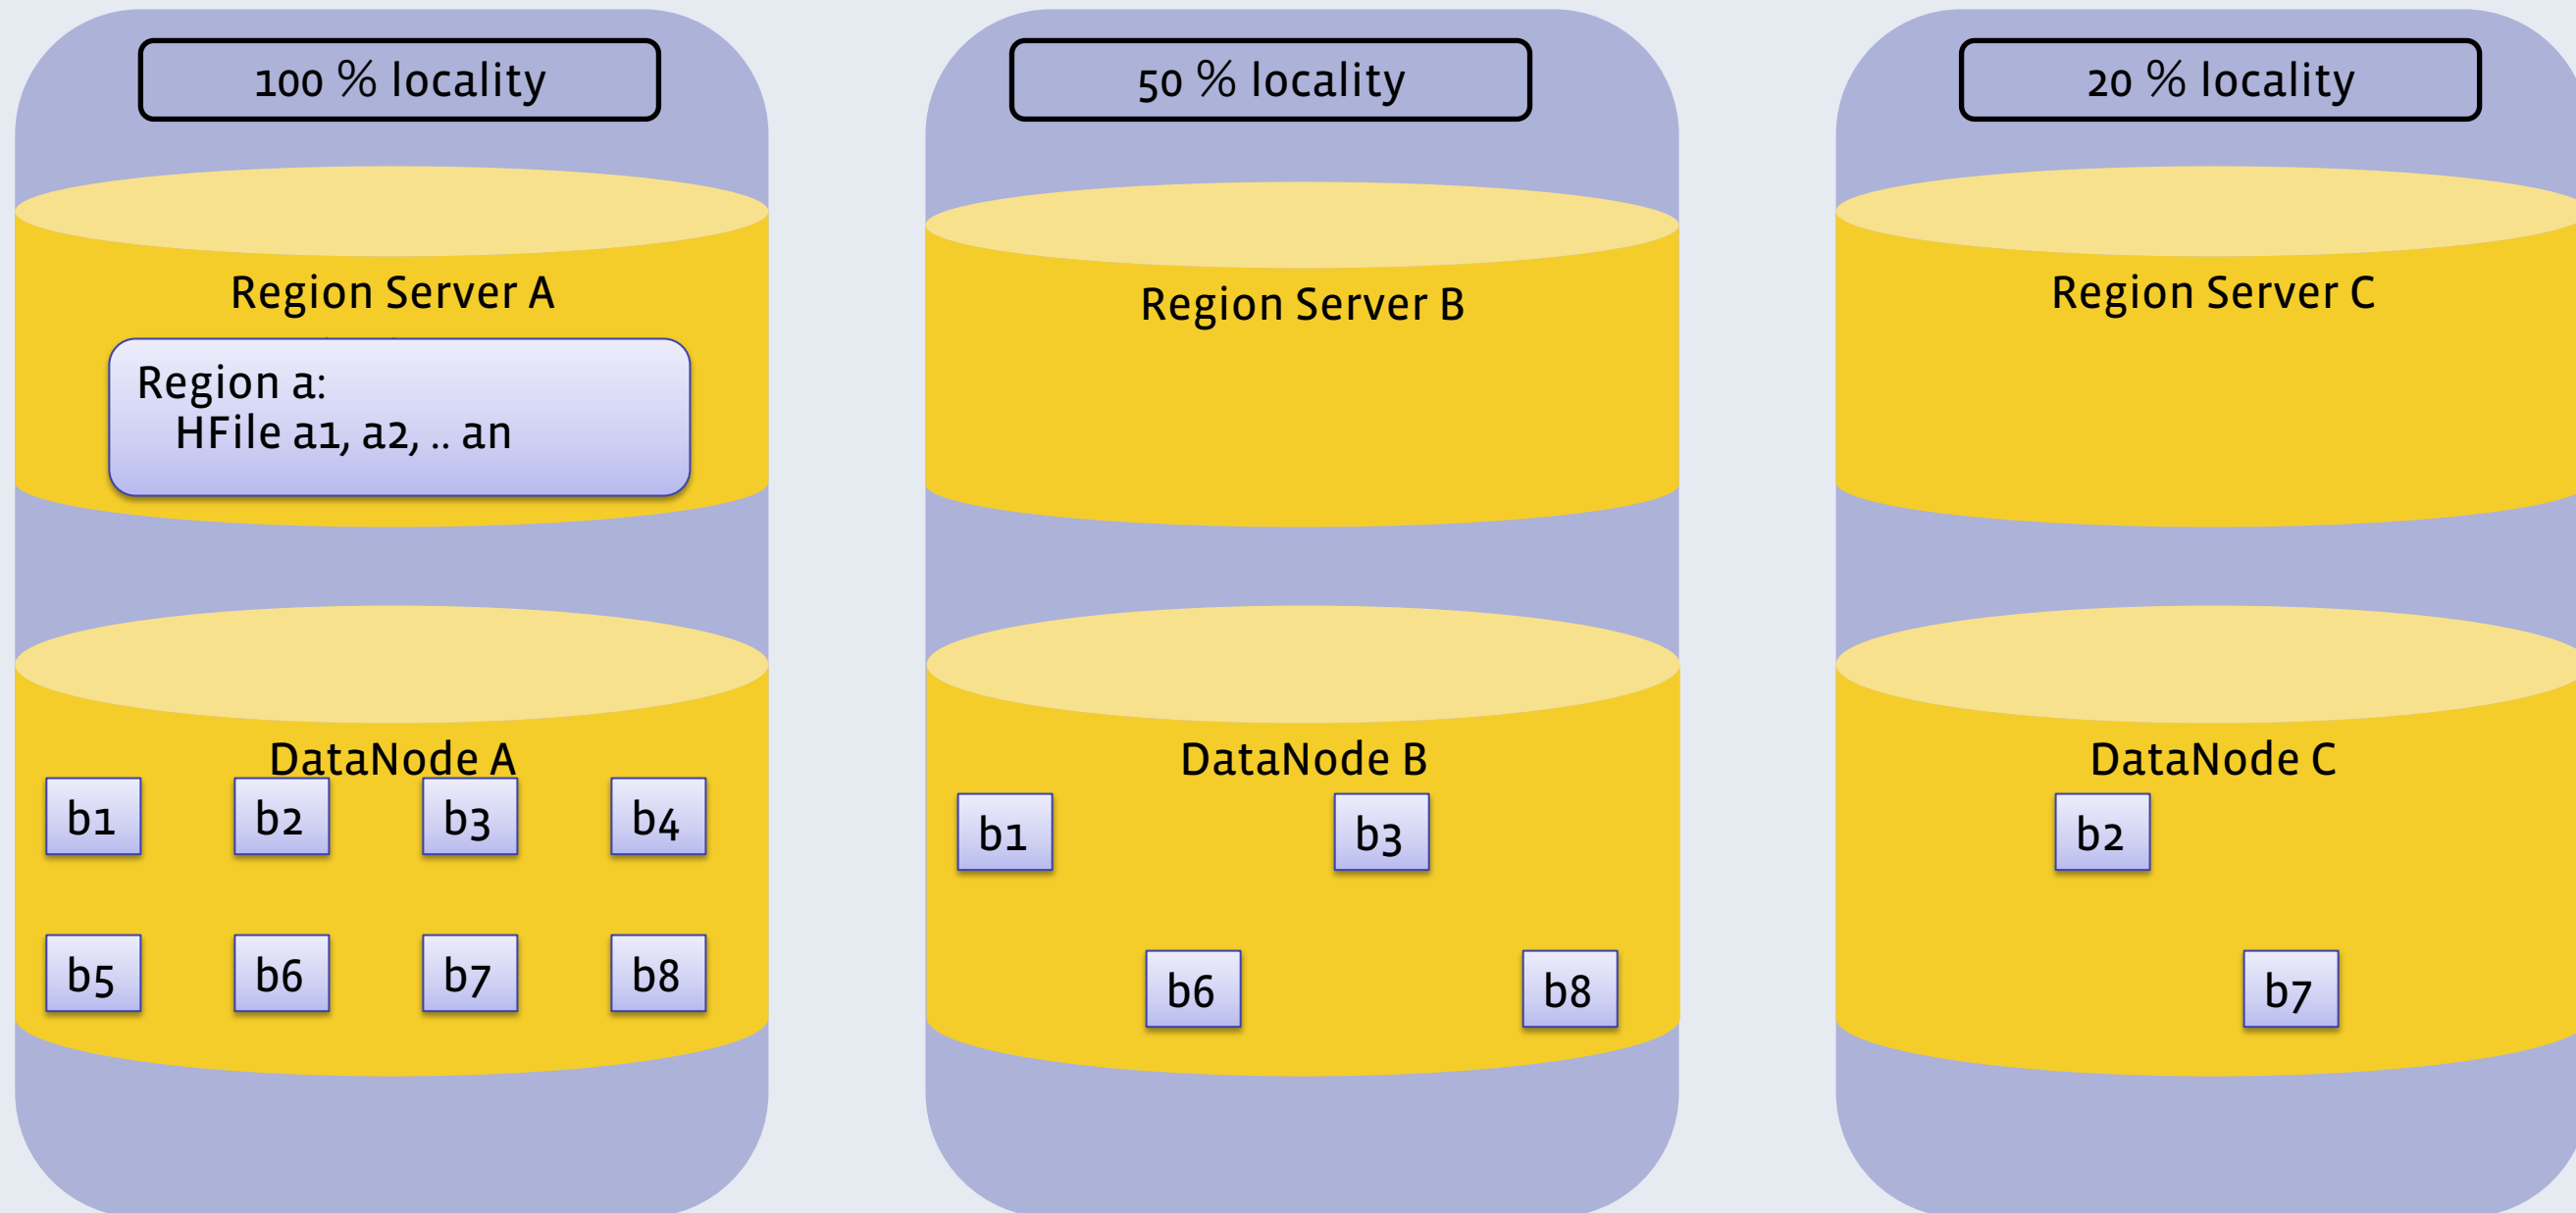 100 % locality
50 % locality
20 % locality
Region Server A
Region Server B
Region Server C
Region a:
HFile a1, a2, .. an
DataNode A
DataNode B
DataNode C
b1 b2 b3 b4
b5 b6 b7 b8
b1 b3
b6 b8
b2
b7